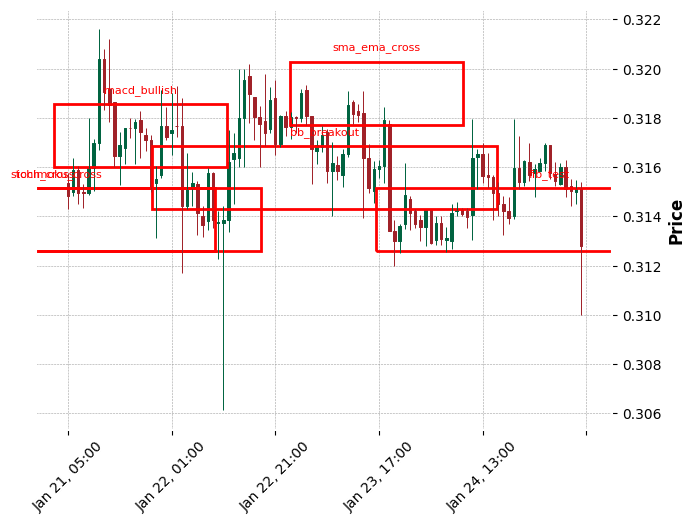 0.322
sma_ema_cross
0.320
macd_bullish
0.318
bb_breakout
0.316
0.314
Price
0.312
0.310
0.308
0.306
Jan 21, 05:00
Jan 22, 01:00
Jan 22, 21:00
Jan 23, 17:00
Jan 24, 13:00